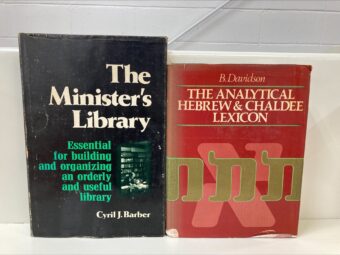 The
Minister's
Library
Essential
for building
and organizing
an orderly
and useful
library
Cyril J. Barber
B. Davidson
THE ANALYTICAL
HEBREW & CHALDEE
LEXICON
א